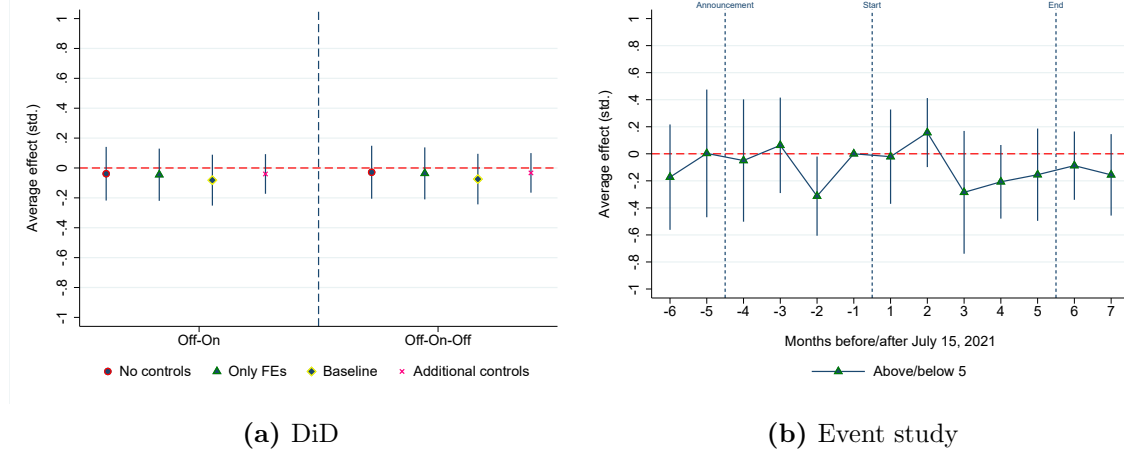 Average effect (std.)
1
.8
.6
.4
.2
0
-.2
-.4
-.6
-.8
-1
Off-On
Off-On-Off
No controls Only FEs Baseline Additional controls
(a) DiD
Announcement Start End
Average effect (std.)
1
.8
.6
.4
.2
0
-.2
-.4
-.6
-.8
-1
-6 -5 -4 -3 -2 -1 1 2 3 4 5 6 7
Months before/after July 15, 2021
Above/below 5
(b) Event study